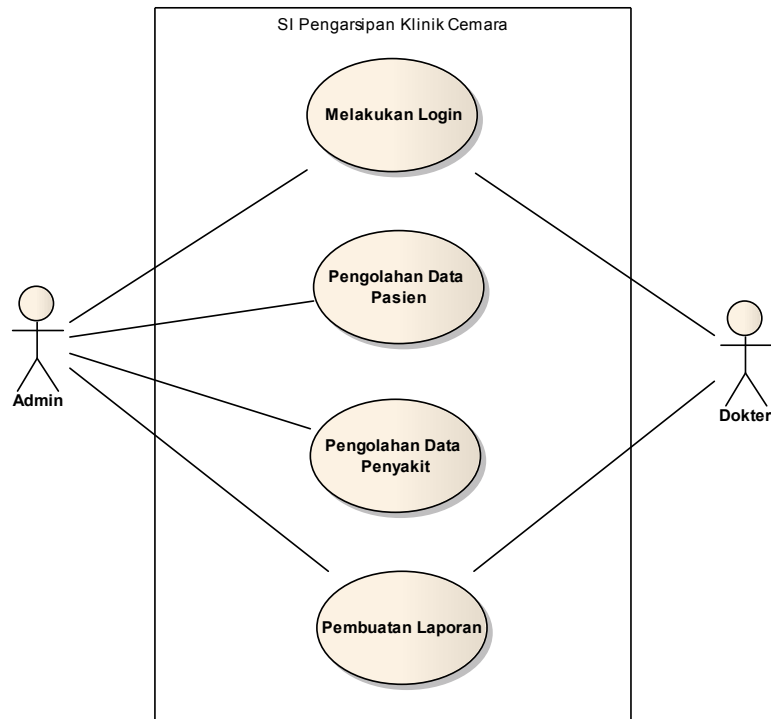 SI Pengarsipan Klinik Cemara
Melakukan Login
Pengolahan Data
Pasien
Admin
Dokter
Pengolahan Data
Penyakit
Pembuatan Laporan